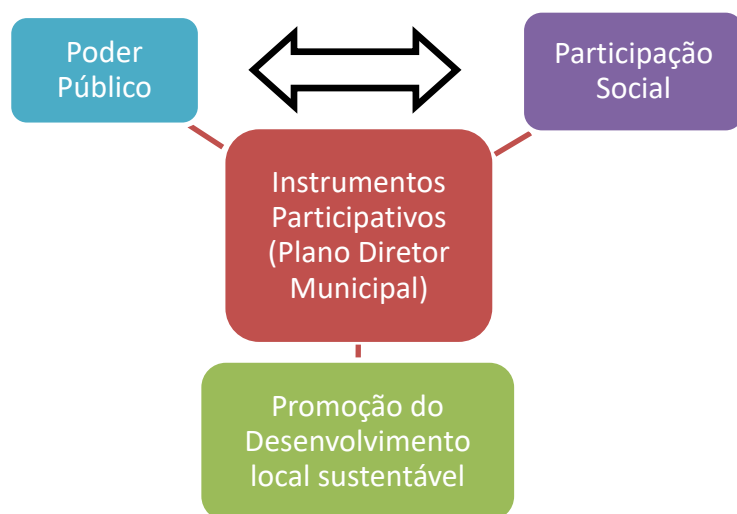 Poder
Público
Participação
Social
Instrumentos
Participativos
(Plano Diretor
Municipal)
Promoção do
Desenvolvimento
local sustentável